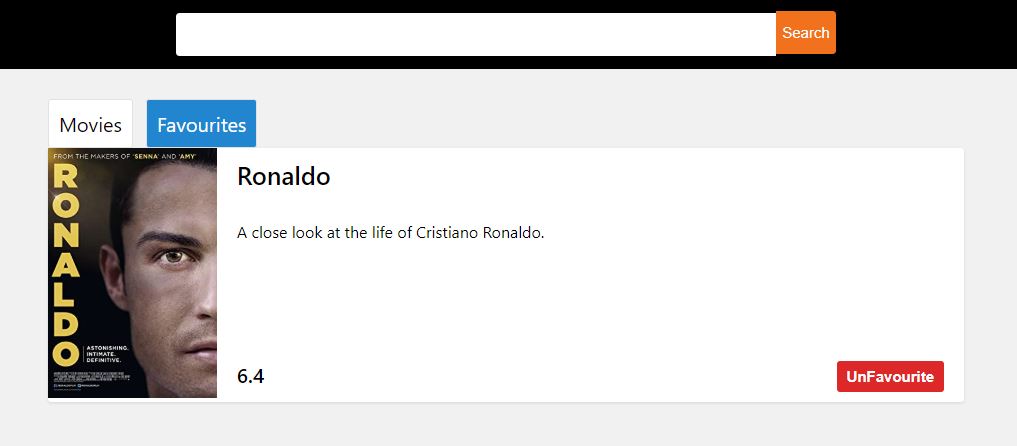 Search
Movies
Favourites
FROM THE MAKERS OF 'SENNA' AND 'AMY'
RONALDO
ASTONISHING.
INTIMATE.
DEFINITIVE.
Ronaldo
A close look at the life of Cristiano Ronaldo.
6.4
UnFavourite